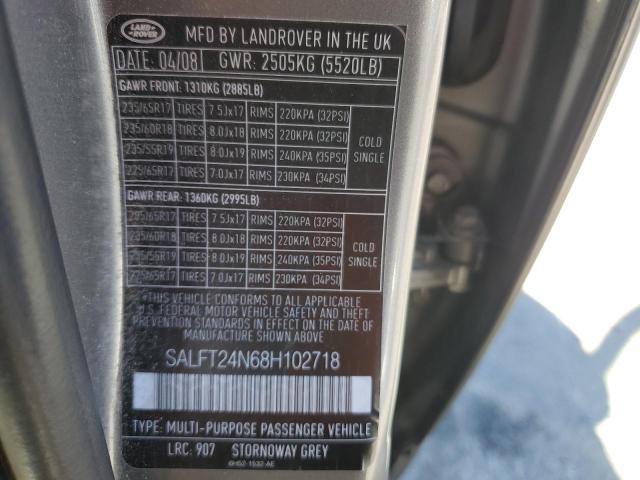 LAND ROVER
MFD BY LANDROVER IN THE UK
DATE: 04/08 GWR: 2505KG (5520LB)
GAWR FRONT: 1310KG (2885LB)
235/65R17 TIRES 7.5Jx17 RIMS 220KPA (32PSI)
235/60R18 TIRES 8.0Jx18 RIMS 220KPA (32PSI)
235/55R19 TIRES 8.0Jx19 RIMS 240KPA (35PSI)
225/65R17 TIRES 7.0Jx17 RIMS 230KPA (34PSI)
COLD SINGLE
GAWR REAR: 1360KG (2995LB)
235/65R17 TIRES 7.5Jx17 RIMS 220KPA (32PSI)
235/60R18 TIRES 8.0Jx18 RIMS 220KPA (32PSI)
235/55R19 TIRES 8.0Jx19 RIMS 240KPA (35PSI)
225/65R17 TIRES 7.0Jx17 RIMS 230KPA (34PSI)
COLD SINGLE
*THIS VEHICLE CONFORMS TO ALL APPLICABLE
U.S. FEDERAL MOTOR VEHICLE SAFETY AND THEFT
PREVENTION STANDARDS IN EFFECT ON THE DATE OF
MANUFACTURE SHOWN ABOVE
SALFT24N68H102718
TYPE: MULTI-PURPOSE PASSENGER VEHICLE
LRC: 907 STORNOWAY GREY
6H52-1532-AE